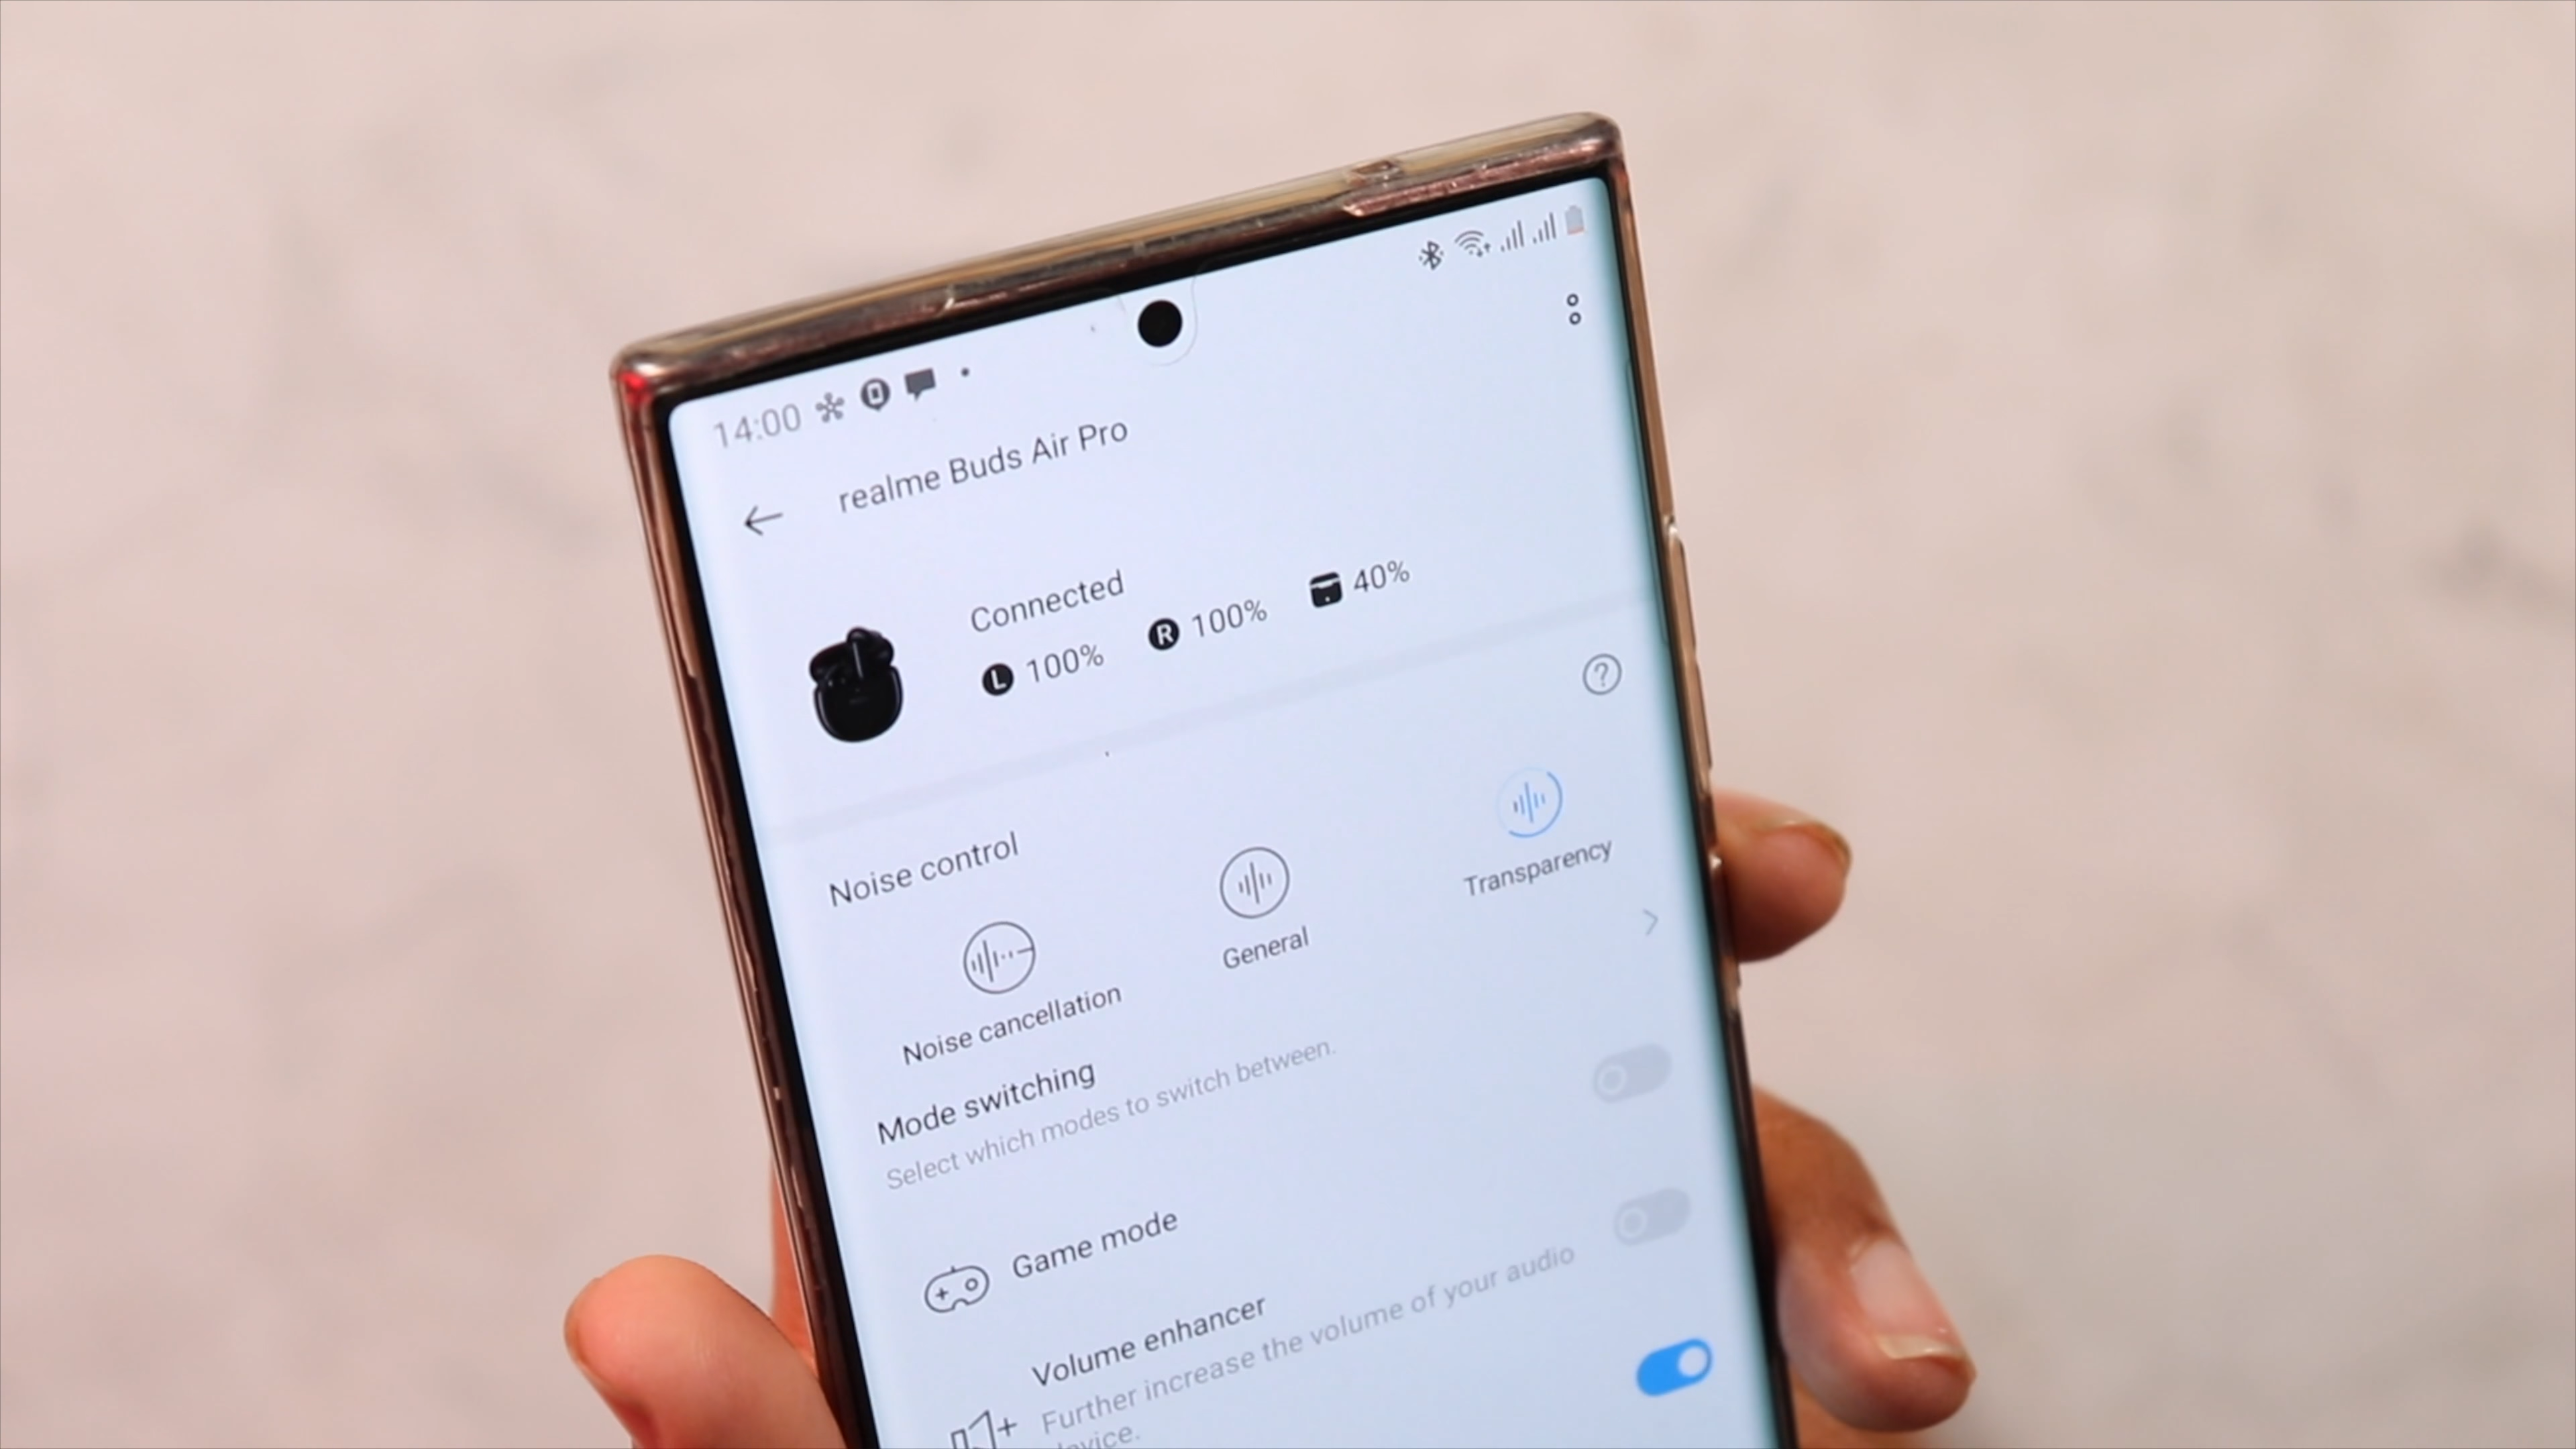 14:00
realme Buds Air Pro
Connected
L 100% R 100% 40%
Noise control
?
Noise cancellation
General
Transparency
Mode switching
Select which modes to switch between.
Game mode
Volume enhancer
Further increase the volume of your audio